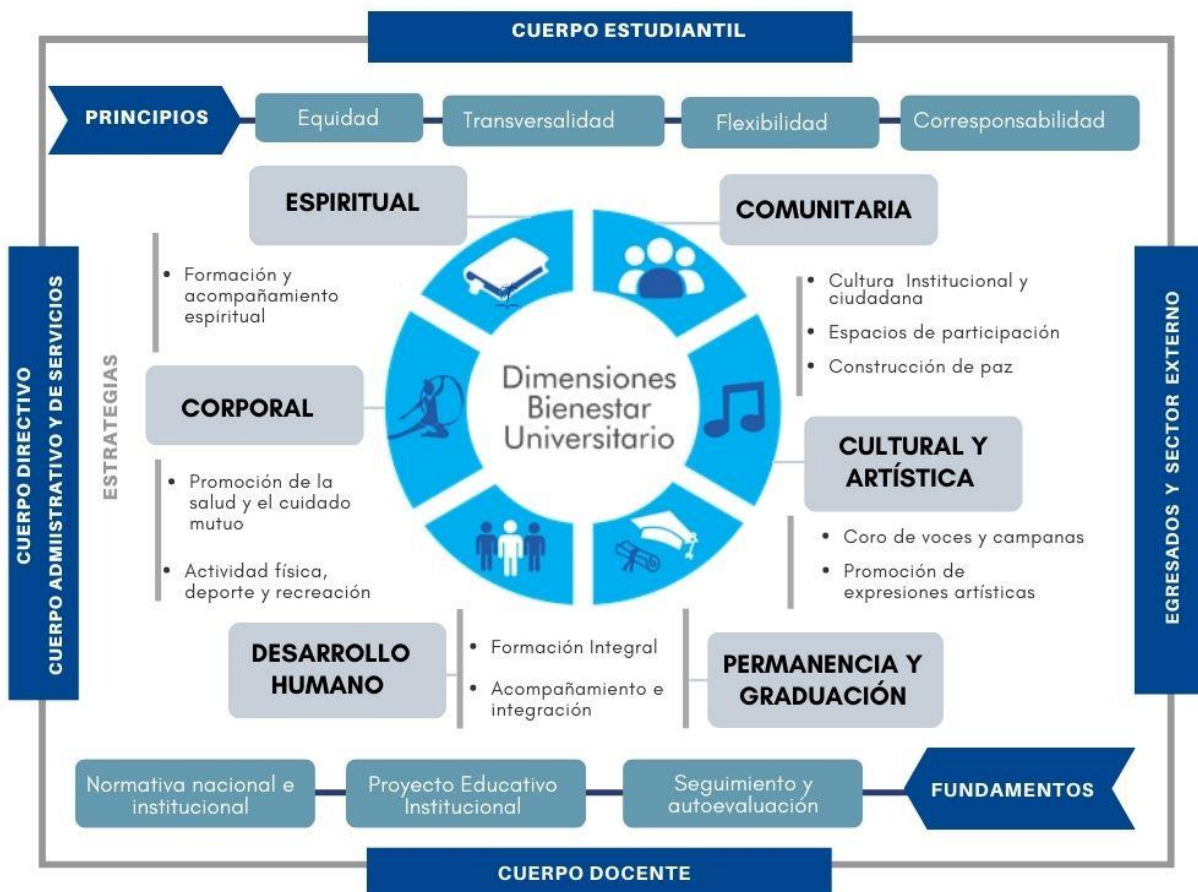 CUERPO ESTUDIANTIL
PRINCIPIOS
Equidad
Transversalidad
Flexibilidad
Corresponsabilidad
ESPIRITUAL
COMUNITARIA
• Formación y
acompañamiento
espiritual
• Cultura Institucional y
ciudadana
• Espacios de participación
• Construcción de paz
CUERPO DIRECTIVO
CUERPO ADMIISTRATIVO Y DE SERVICIOS
ESTRATEGIAS
EGRESADOS Y SECTOR EXTERNO
Dimensiones
Bienestar
Universitario
CORPORAL
CULTURAL Y
ARTÍSTICA
• Promoción de la
salud y el cuidado
mutuo
• Actividad física,
deporte y recreación
• Coro de voces y campanas
• Promoción de
expresiones artísticas
DESARROLLO
HUMANO
• Formación Integral
• Acompañamiento e
integración
PERMANENCIA Y
GRADUACIÓN
Normativa nacional e
institucional
Proyecto Educativo
Institucional
Seguimiento y
autoevaluación
FUNDAMENTOS
CUERPO DOCENTE